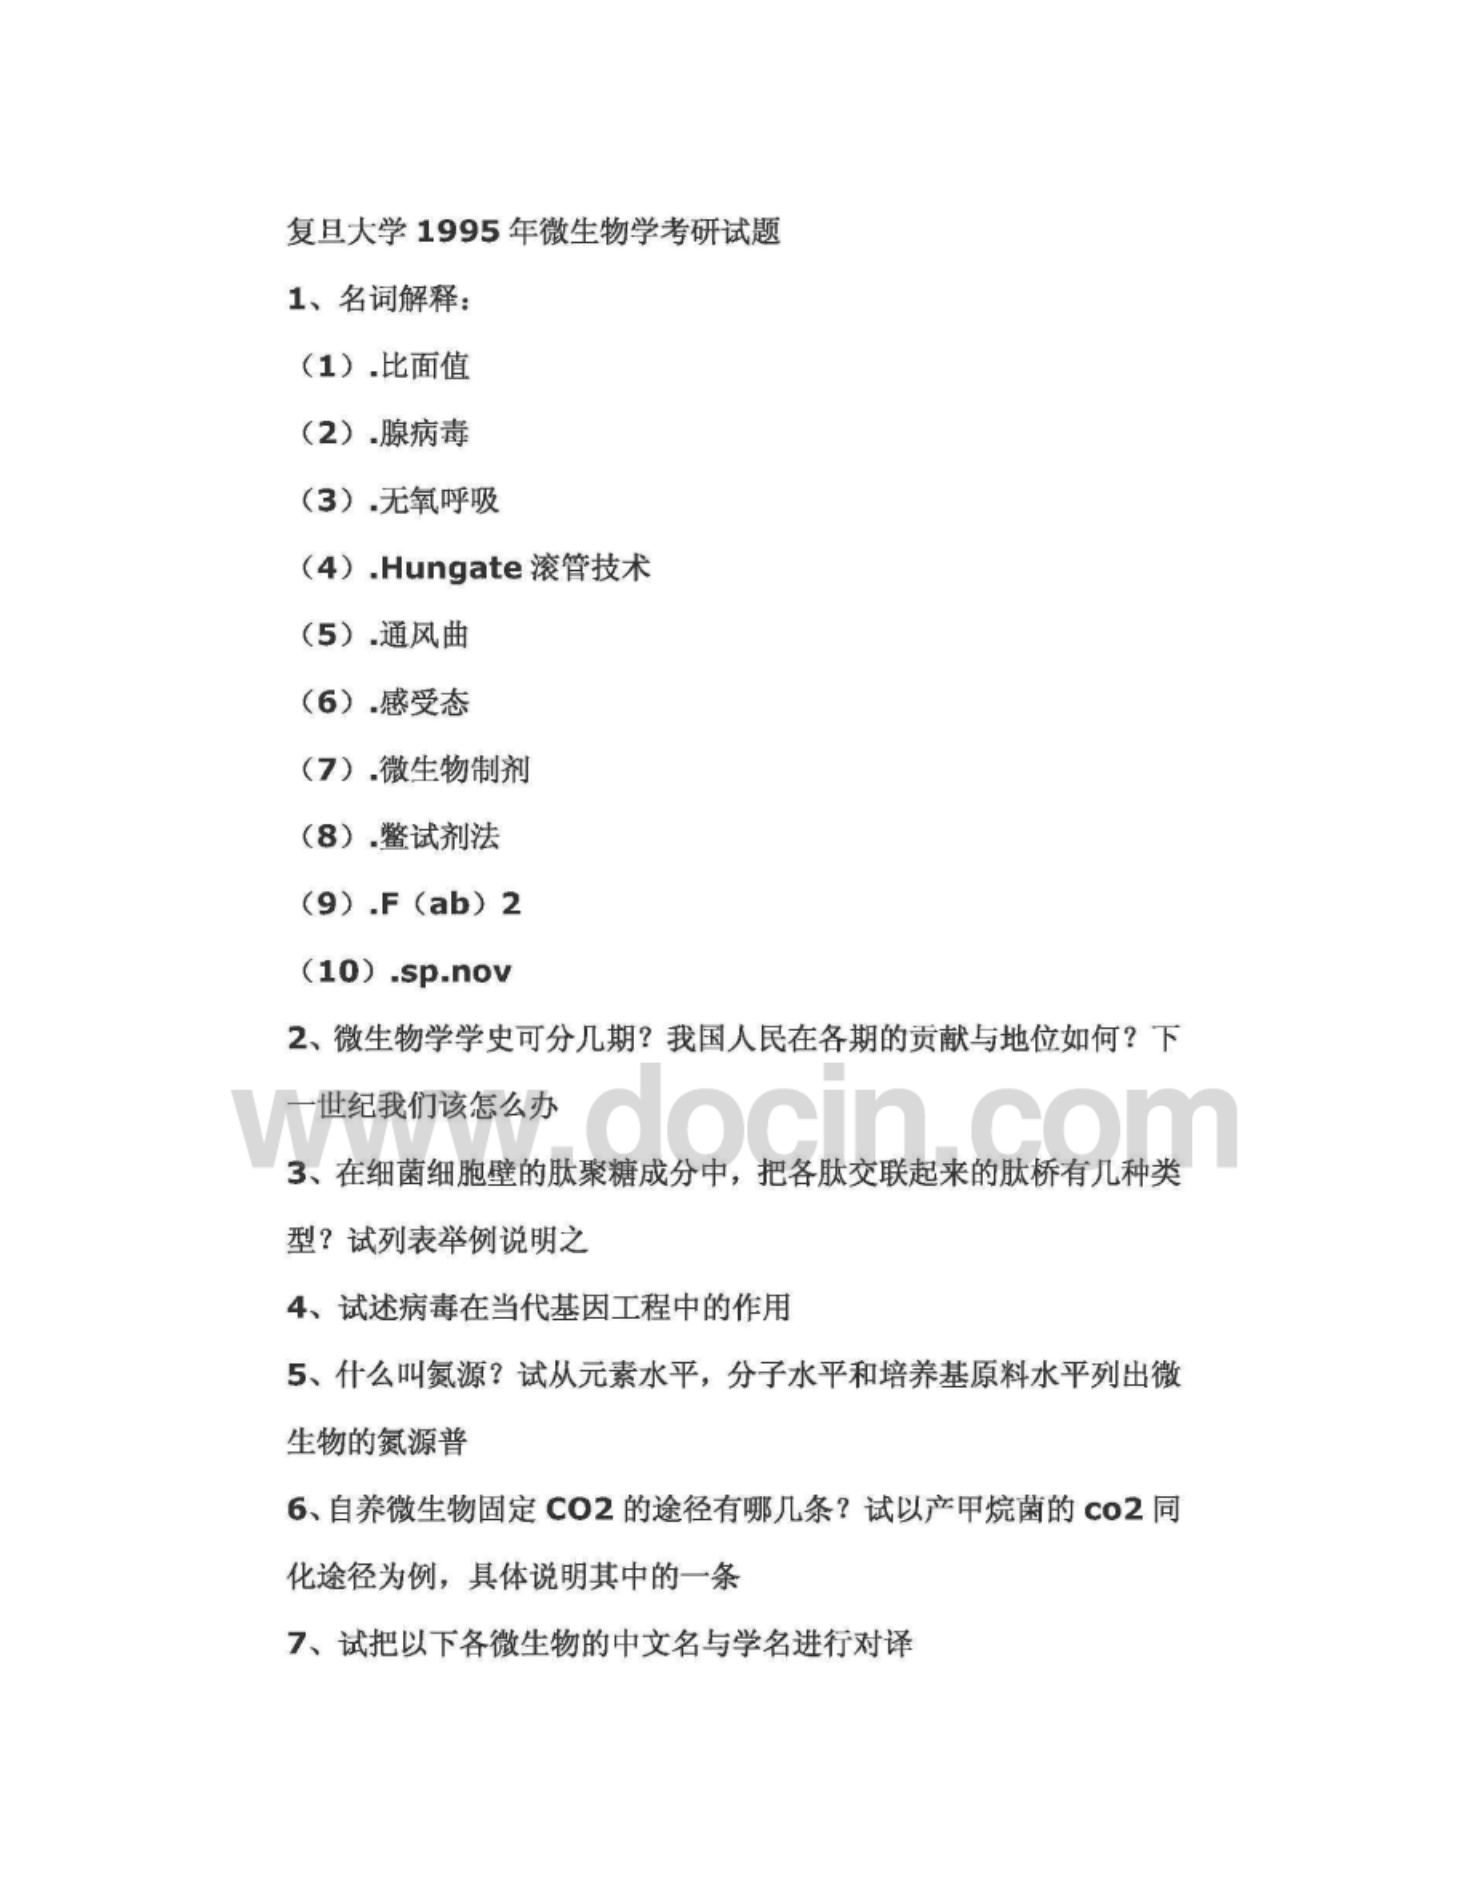 复旦大学 1995 年微生物学考研试题
1、名词解释：
（1）.比面值
（2）.腺病毒
（3）.无氧呼吸
（4）.Hungate 滚管技术
（5）.通风曲
（6）.感受态
（7）.微生物制剂
（8）.鳖试剂法
（9）.F（ab）2
（10）.sp.nov
2、微生物学学史可分几期？我国人民在各期的贡献与地位如何？下
一世纪我们该怎么办
www.docin.com
3、在细菌细胞壁的肽聚糖成分中，把各肽交联起来的肽桥有几种类
型？试列表举例说明之
4、试述病毒在当代基因工程中的作用
5、什么叫氮源？试从元素水平，分子水平和培养基原料水平列出微
生物的氮源普
6、自养微生物固定 CO2 的途径有哪几条？试以产甲烷菌的 co2 同
化途径为例，具体说明其中的一条
7、试把以下各微生物的中文名与学名进行对译